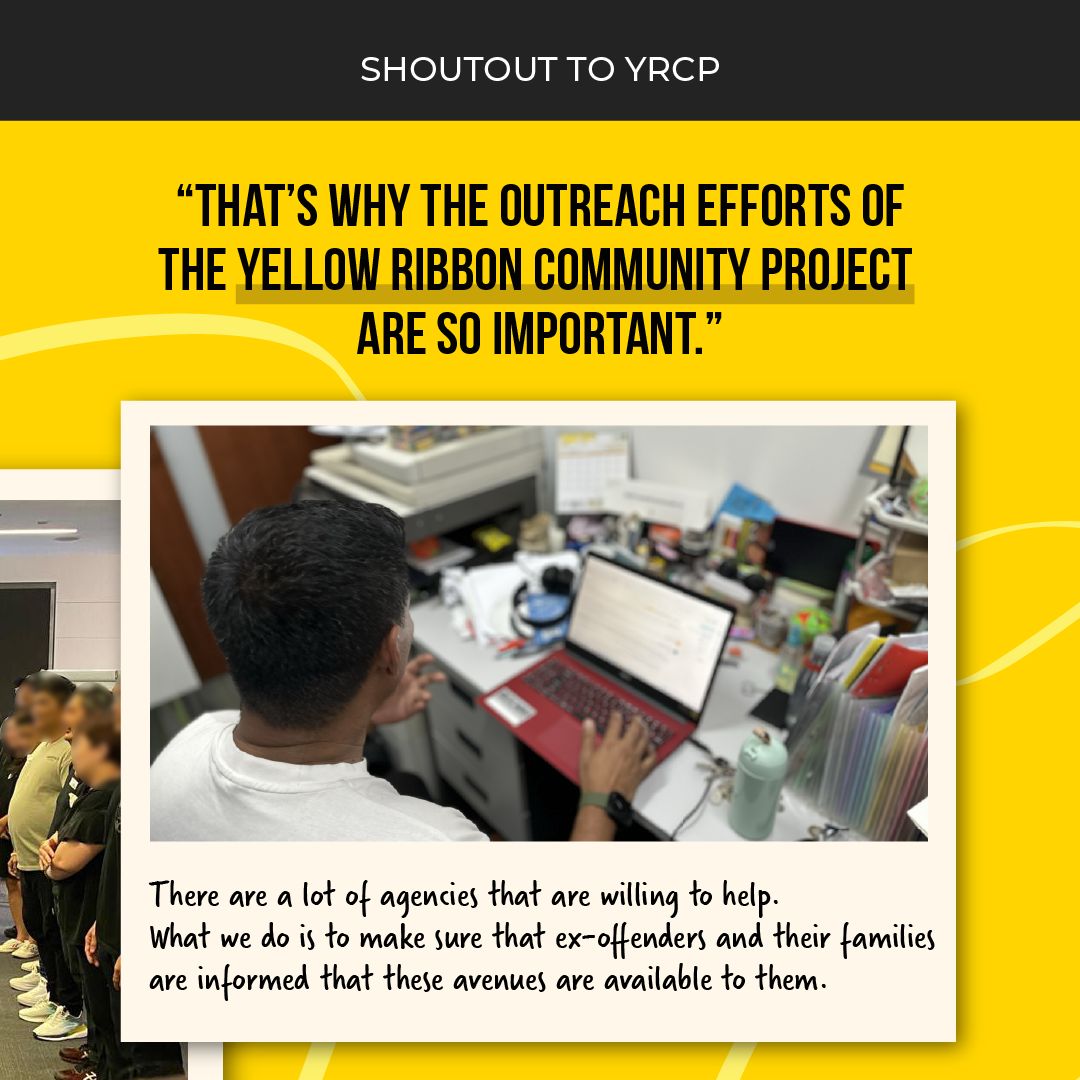 SHOUTOUT TO YRCP
“THAT’S WHY THE OUTREACH EFFORTS OF
THE YELLOW RIBBON COMMUNITY PROJECT
ARE SO IMPORTANT.”
There are a lot of agencies that are willing to help.
What we do is to make sure that ex-offenders and their families
are informed that these avenues are available to them.